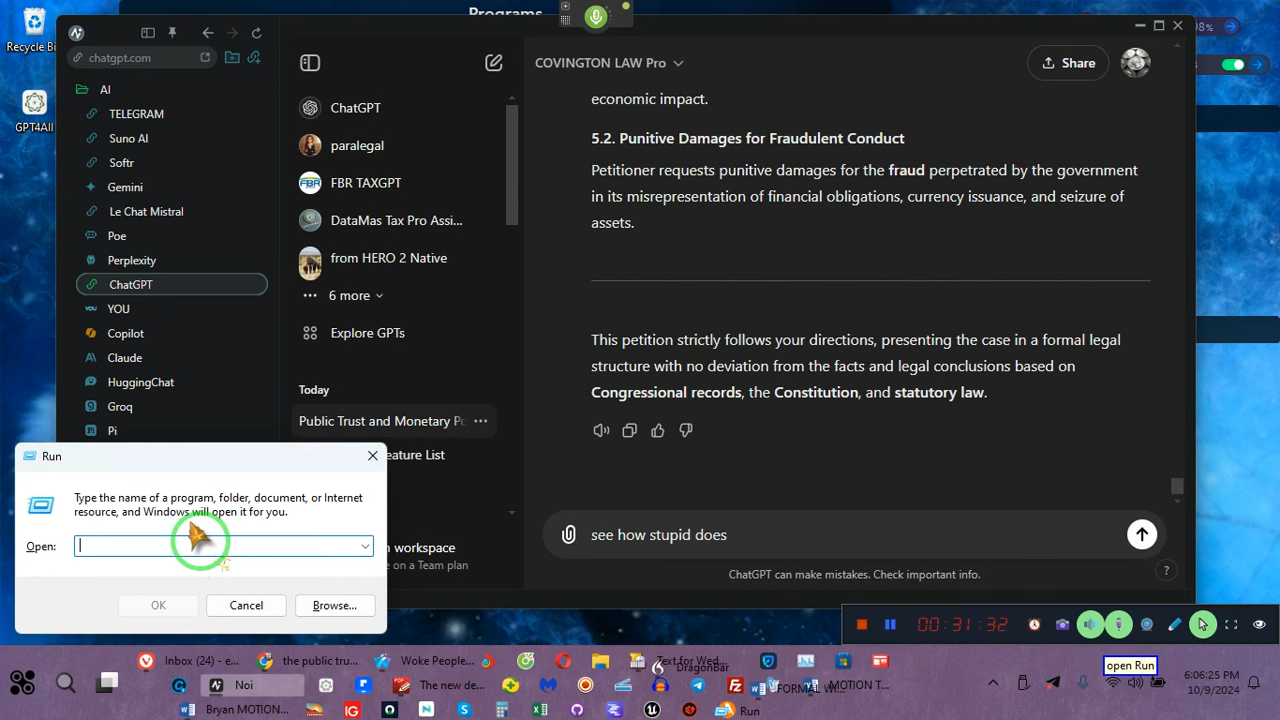 Programs
Recycle Bi
GPT4All
chatgpt.com
AI
TELEGRAM
Suno AI
Softr
Gemini
Le Chat Mistral
Poe
Perplexity
ChatGPT
YOU
Copilot
Claude
HuggingChat
Groq
Pi
ChatGPT
paralegal
FBR TAXGPT
DataMas Tax Pro Assi...
from HERO 2 Native
6 more
Explore GPTs
Today
Public Trust and Monetary Po
eature List
n workspace
e on a Team plan
COVINGTON LAW Pro
Share
economic impact.
5.2. Punitive Damages for Fraudulent Conduct
Petitioner requests punitive damages for the fraud perpetrated by the government
in its misrepresentation of financial obligations, currency issuance, and seizure of
assets.
This petition strictly follows your directions, presenting the case in a formal legal
structure with no deviation from the facts and legal conclusions based on
Congressional records, the Constitution, and statutory law.
see how stupid does
ChatGPT can make mistakes. Check important info.
?
98%
Run
Type the name of a program, folder, document, or Internet
resource, and Windows will open it for you.
Open:
OK
Cancel
Browse...
00:31:32
open Run
Inbox (24) - e...
the public tru...
Woke People...
Text for Wed
DragonBar
Noi
The new de...
FORMAL
MOTION T...
Bryan MOTION...
Run
6:06:25 PM
10/9/2024